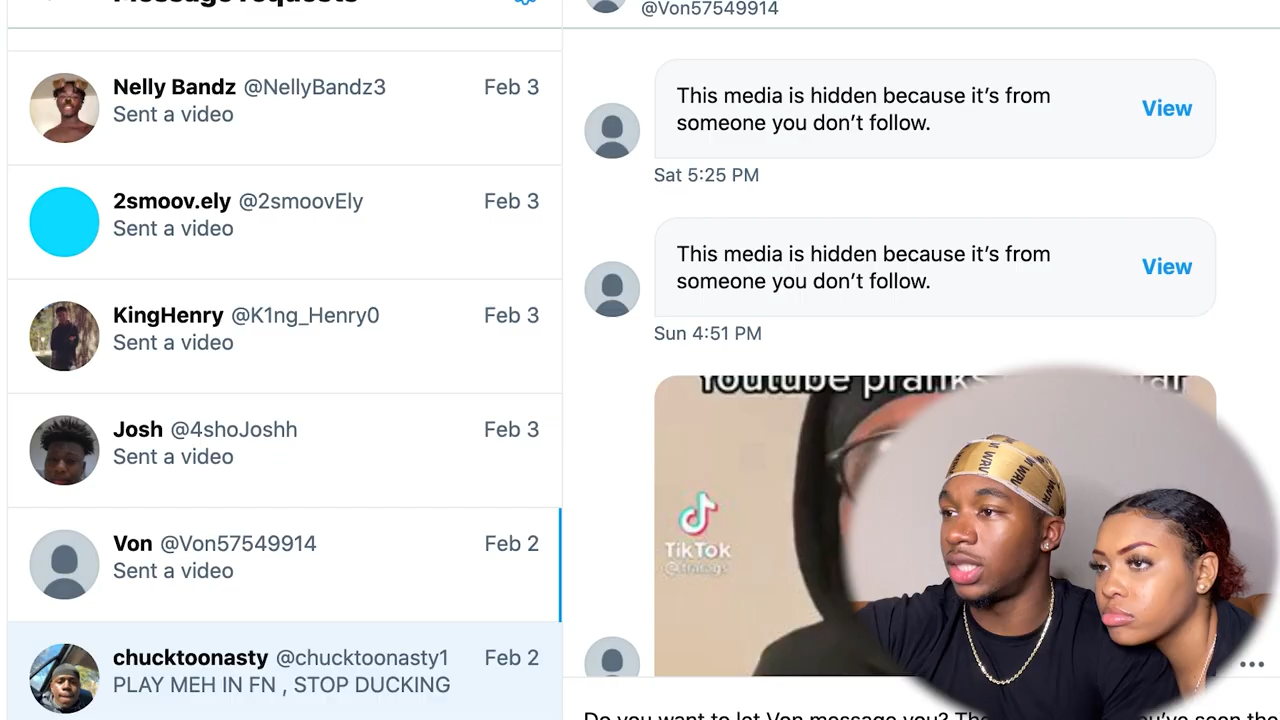 Message requests
@Von57549914
Nelly Bandz @NellyBandz3 Feb 3
Sent a video
2smoov.ely @2smoovEly Feb 3
Sent a video
KingHenry @K1ng_Henry0 Feb 3
Sent a video
Josh @4shoJoshh Feb 3
Sent a video
Von @Von57549914 Feb 2
Sent a video
chucktoonasty @chucktoonasty1 Feb 2
PLAY MEH IN FN , STOP DUCKING
This media is hidden because it’s from
someone you don’t follow.
View
Sat 5:25 PM
This media is hidden because it’s from
someone you don’t follow.
View
Sun 4:51 PM
Youtube pranks
TikTok
Do you want to let Von message you?